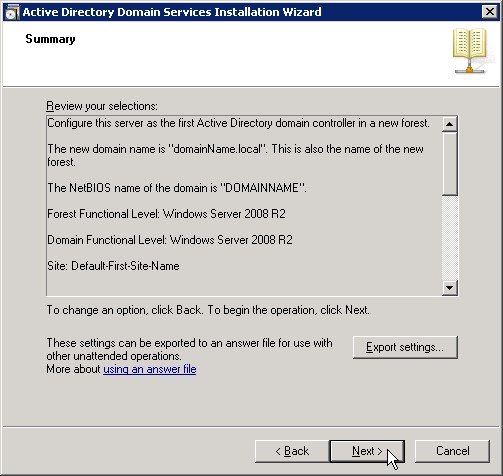 Active Directory Domain Services Installation Wizard
Summary
Review your selections:
Configure this server as the first Active Directory domain controller in a new forest.
The new domain name is "domainName.local". This is also the name of the new
forest.
The NetBIOS name of the domain is "DOMAINNAME".
Forest Functional Level: Windows Server 2008 R2
Domain Functional Level: Windows Server 2008 R2
Site: Default-First-Site-Name
To change an option, click Back. To begin the operation, click Next.
These settings can be exported to an answer file for use with
other unattended operations.
More about using an answer file
Export settings...
< Back
Next >
Cancel